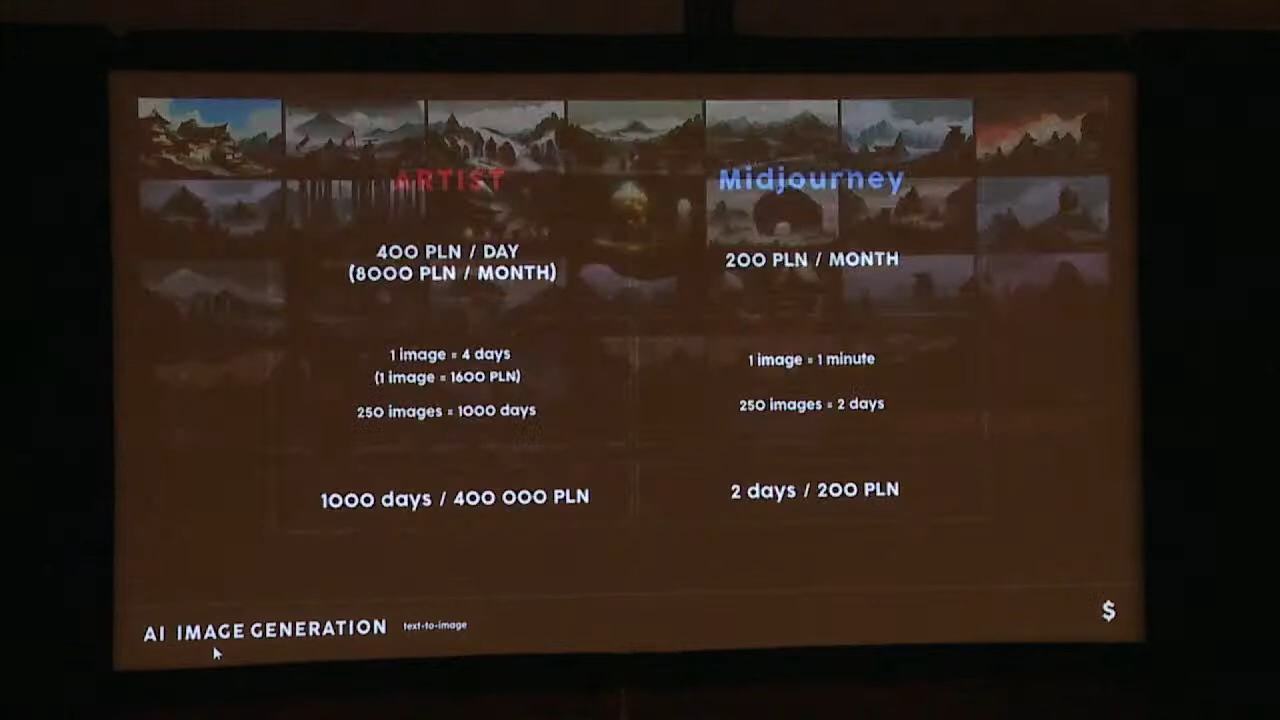 ARTIST
400 PLN / DAY
(8000 PLN / MONTH)
1 image = 4 days
(1 image = 1600 PLN)
250 images = 1000 days
1000 days / 400 000 PLN
Midjourney
200 PLN / MONTH
1 image = 1 minute
250 images = 2 days
2 days / 200 PLN
AI IMAGE GENERATION text-to-image
$